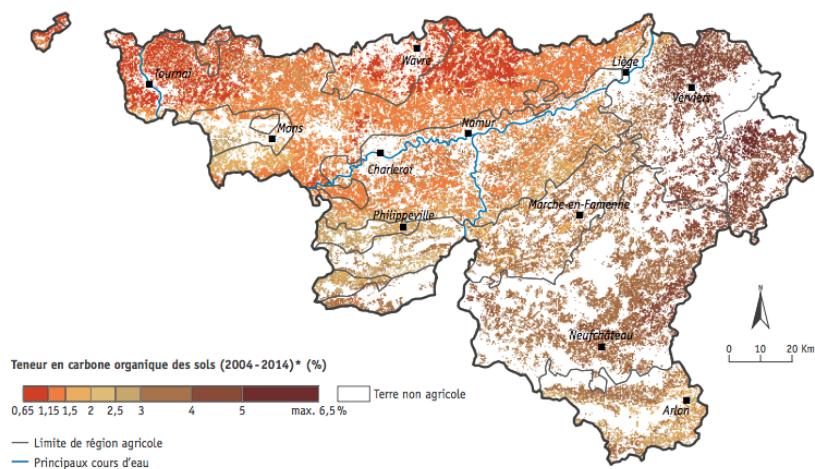 Wavre
Liège
Tournai
Verviers
Mons
Namur
Charleroi
Marche-en-Famenne
Philippeville
N
Neufchâteau
0 10 20 Km
Teneur en carbone organique des sols (2004-2014)* (%)
Terre non agricole
0,65 1,15 1,5 2 2,5 3 4 5 max. 6,5%
Arlon
Limite de région agricole
Principaux cours d'eau